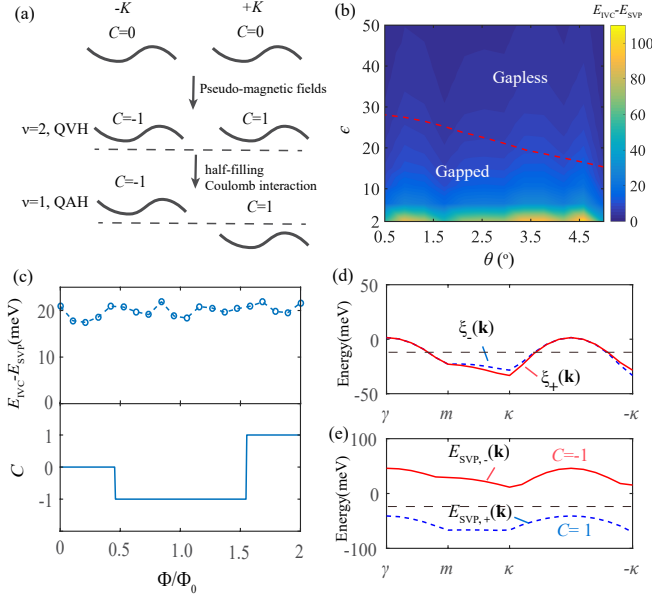 (a)
-K +K
C=0 C=0
Pseudo-magnetic fields
ν=2, QVH C=-1 C=1
half-filling
Coulomb interaction
ν=1, QAH C=-1 C=1
(b) E_IVC-E_SVP
ϵ
60
50
40
30
20
10
2
Gapless
Gapped
0.5 1.5 2.5 3.5 4.5
θ (°)
100
80
60
40
20
0
(c)
E_IVC-E_SVP(meV)
20
10
0
C
1
0
-1
0 0.5 1.0 1.5 2
Φ/Φ₀
(d)
Energy(meV)
50
0
-50
ξ₋(k)
ξ₊(k)
γ m κ -κ
(e)
Energy(meV)
100
0
-100
E_SVP,-(k) C=-1
E_SVP,+(k) C= 1
γ m κ -κ